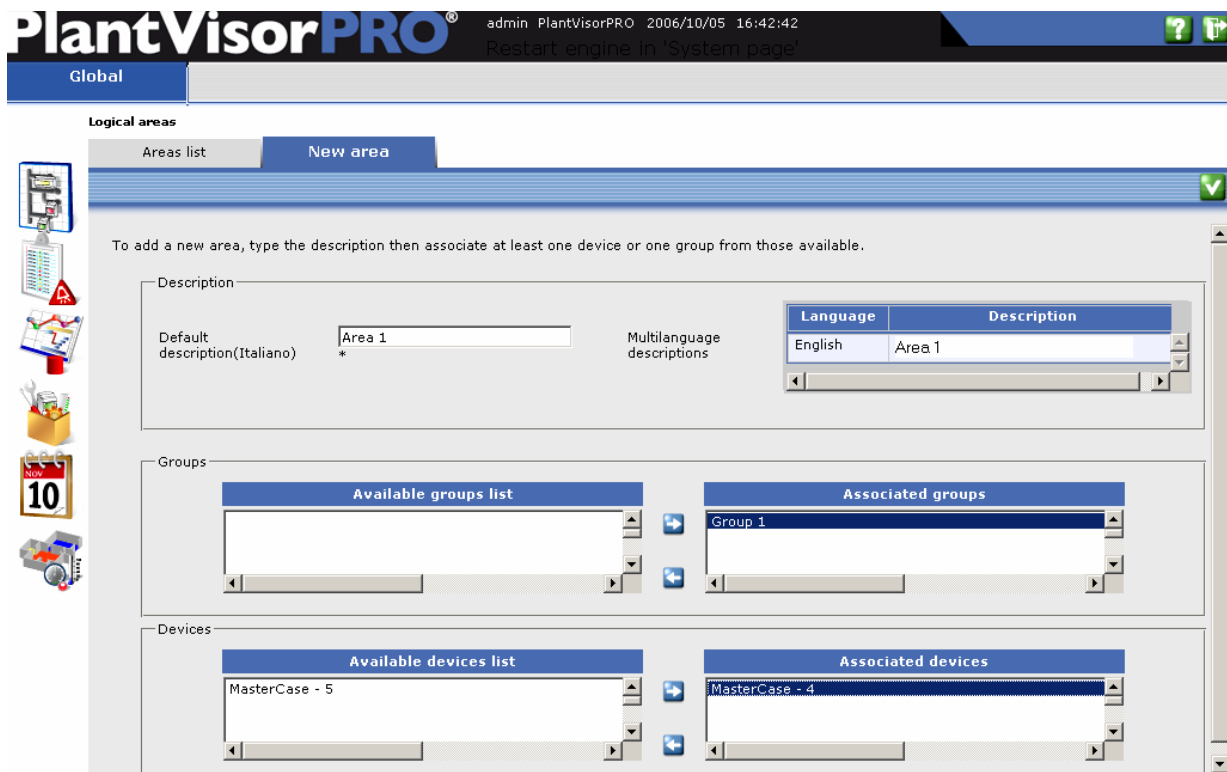 PlantVisorPRO®
admin PlantVisorPRO 2006/10/05 16:42:42
Restart engine in 'System page'
?
Global
Logical areas
Areas list
New area
To add a new area, type the description then associate at least one device or one group from those available.
Description
Default description(Italiano)
Area 1
*
Multilanguage descriptions
Language Description
English Area 1
Groups
Available groups list
Associated groups
Group 1
Devices
Available devices list
Associated devices
MasterCase - 5
MasterCase - 4
NOV
10